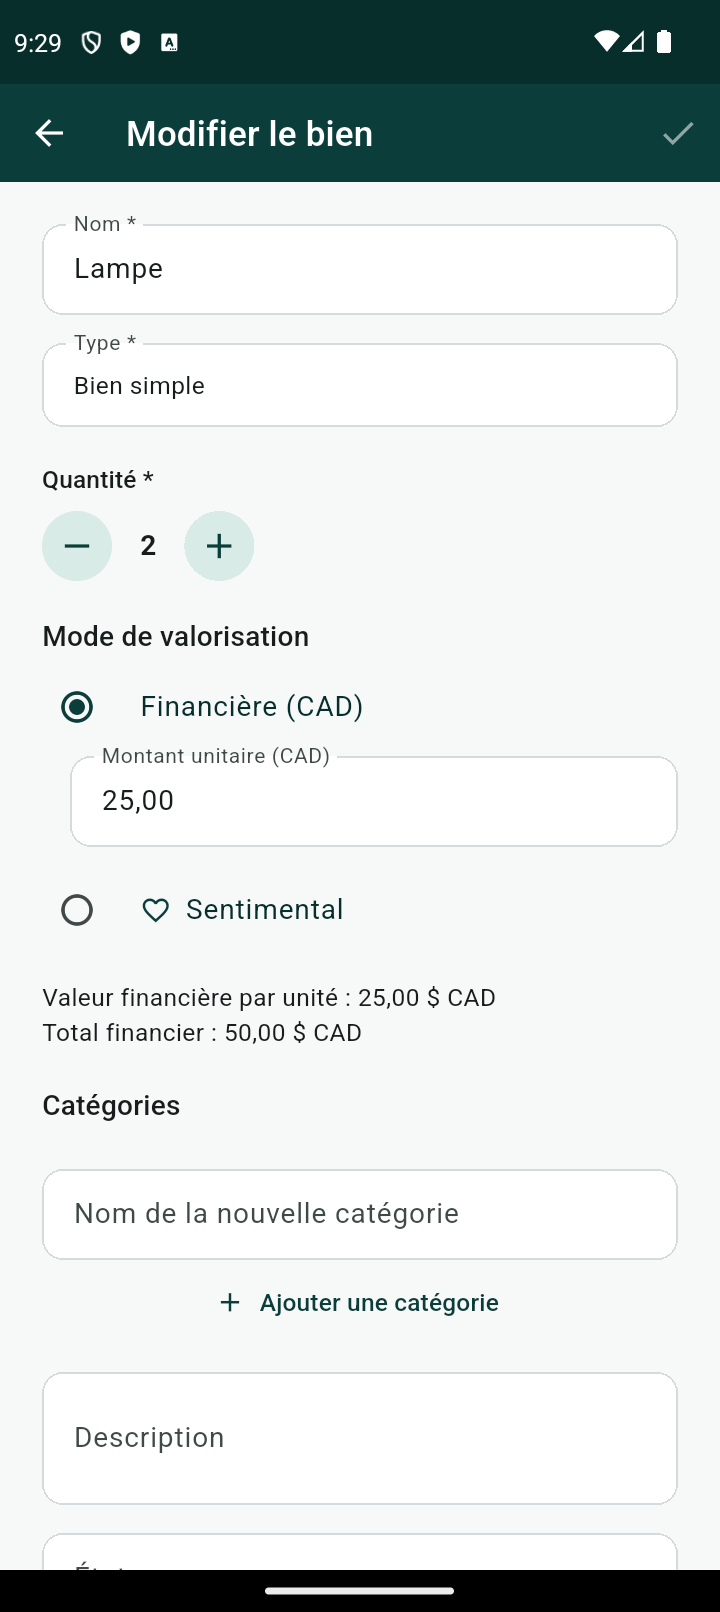 9:29
Modifier le bien
Nom *
Lampe
Type *
Bien simple
Quantité *
2
Mode de valorisation
Financière (CAD)
Montant unitaire (CAD)
25,00
Sentimental
Valeur financière par unité : 25,00 $ CAD
Total financier : 50,00 $ CAD
Catégories
Nom de la nouvelle catégorie
Ajouter une catégorie
Description